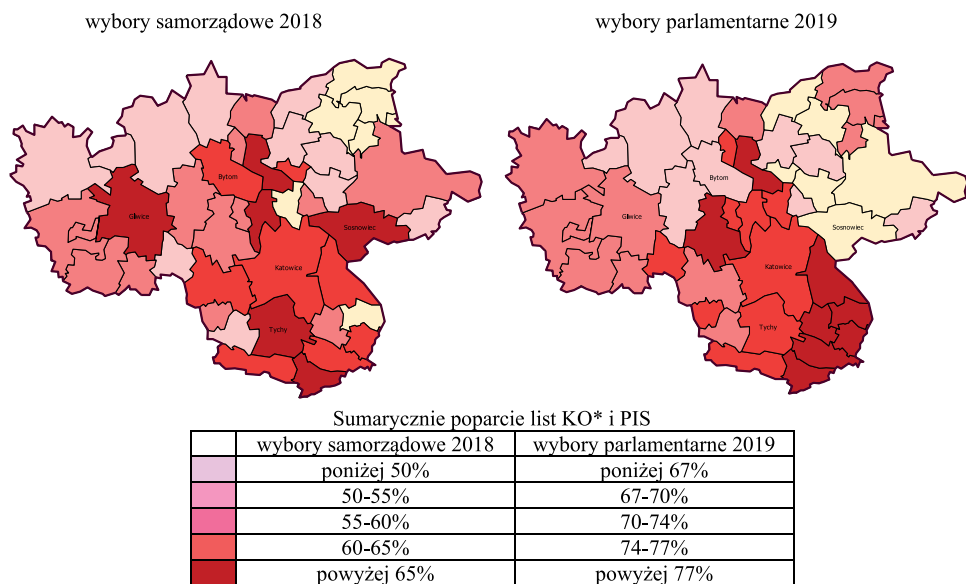 wybory samorządowe 2018 wybory parlamentarne 2019
Bytom Bytom
Gliwice Gliwice
Sosnowiec Sosnowiec
Katowice Katowice
Tychy Tychy
Sumarycznie poparcie list KO* i PIS
wybory samorządowe 2018 wybory parlamentarne 2019
poniżej 50% poniżej 67%
50-55% 67-70%
55-60% 70-74%
60-65% 74-77%
powyżej 65% powyżej 77%